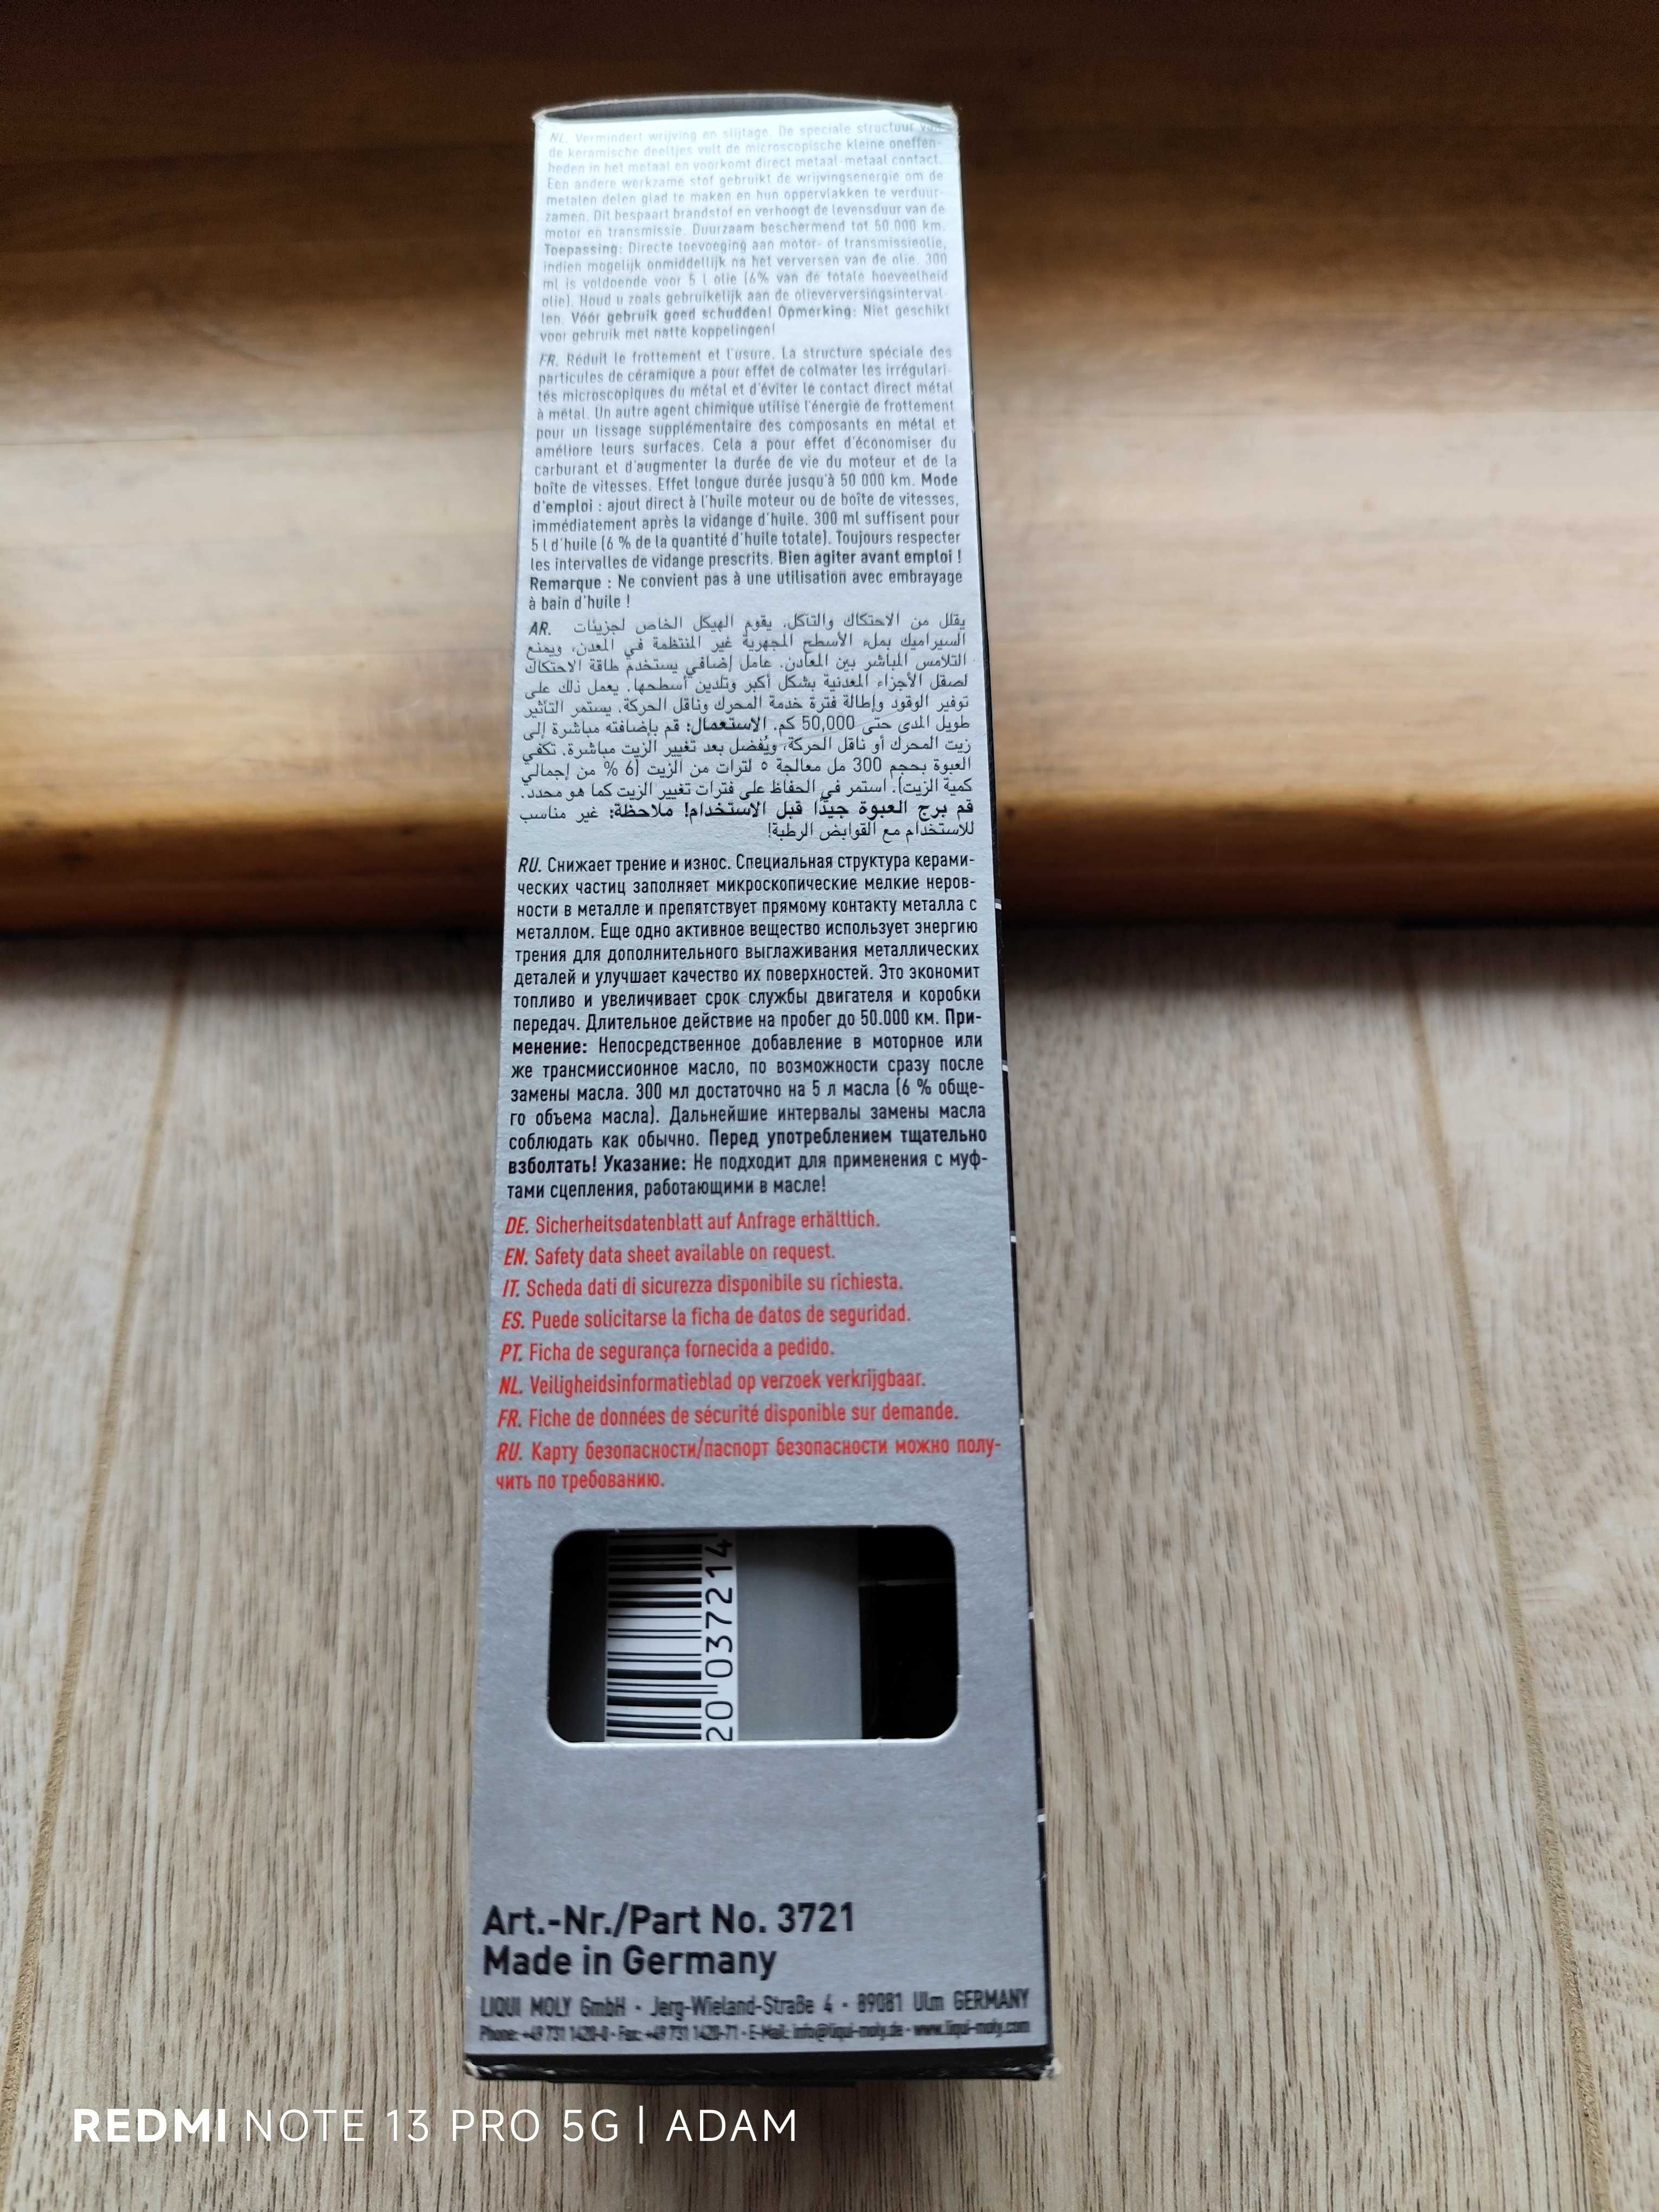 NL. Vermindert wrijving en slijtage. De speciale structuur van
de keramische deeltjes vult de microscopische kleine oneffen-
heden in het metaal en voorkomt direct metaal-metaal contact.
Een andere werkzame stof gebruikt de wrijvingsenergie om de
metalen delen glad te maken en hun oppervlakken te verduur-
zamen. Dit bespaart brandstof en verhoogt de levensduur van de
motor en transmissie. Duurzaam beschermend tot 50.000 km.
Toepassing: Directe toevoeging aan motor- of transmissieolie,
indien mogelijk onmiddellijk na het verversen van de olie. 300
ml is voldoende voor 5 l olie (6% van de totale hoeveelheid
olie). Houd u zoals gebruikelijk aan de olieverversingsinterval-
len. Vóór gebruik goed schudden! Opmerking: Niet geschikt
voor gebruik met natte koppelingen!
FR. Réduit le frottement et l'usure. La structure spéciale des
particules de céramique a pour effet de colmater les irrégulari-
tés microscopiques du métal et d'éviter le contact direct métal
à métal. Un autre agent chimique utilise l'énergie de frottement
pour un lissage supplémentaire des composants en métal et
améliore leurs surfaces. Cela a pour effet d'économiser du
carburant et d'augmenter la durée de vie du moteur et de la
boîte de vitesses. Effet longue durée jusqu'à 50 000 km. Mode
d'emploi : ajout direct à l'huile moteur ou de boîte de vitesses,
immédiatement après la vidange d'huile. 300 ml suffisent pour
5 l d'huile (6 % de la quantité d'huile totale). Toujours respecter
les intervalles de vidange prescrits. Bien agiter avant emploi !
Remarque : Ne convient pas à une utilisation avec embrayage
à bain d'huile !
AR. يقلل من الاحتكاك والتآكل. يقوم الهيكل الخاص لجزيئات
السيراميك بملء الأسطح المجهرية غير المنتظمة في المعدن، ويمنع
التلامس المباشر بين المعادن. عامل إضافي يستخدم طاقة الاحتكاك
لصقل الأجزاء المعدنية بشكل أكبر وتلدين أسطحها. يعمل ذلك على
توفير الوقود وإطالة فترة خدمة المحرك وناقل الحركة. يستمر التأثير
طويل المدى حتى 50,000 كم. الاستعمال: قم بإضافته مباشرة إلى
زيت المحرك أو ناقل الحركة، ويُفضل بعد تغيير الزيت مباشرة. تكفي
العبوة بحجم 300 مل معالجة ٥ لترات من الزيت (6 % من إجمالي
كمية الزيت). استمر في الحفاظ على فترات تغيير الزيت كما هو محدد.
قم برج العبوة جيدًا قبل الاستخدام! ملاحظة: غير مناسب
للاستخدام مع القوابض الرطبة!
RU. Снижает трение и износ. Специальная структура керами-
ческих частиц заполняет микроскопические мелкие неров-
ности в металле и препятствует прямому контакту металла с
металлом. Еще одно активное вещество использует энергию
трения для дополнительного выглаживания металлических
деталей и улучшает качество их поверхностей. Это экономит
топливо и увеличивает срок службы двигателя и коробки
передач. Длительное действие на пробег до 50.000 км. При-
менение: Непосредственное добавление в моторное или
же трансмиссионное масло, по возможности сразу после
замены масла. 300 мл достаточно на 5 л масла (6 % обще-
го объема масла). Дальнейшие интервалы замены масла
соблюдать как обычно. Перед употреблением тщательно
взболтать! Указание: Не подходит для применения с муф-
тами сцепления, работающими в масле!
DE. Sicherheitsdatenblatt auf Anfrage erhältlich.
EN. Safety data sheet available on request.
IT. Scheda dati di sicurezza disponibile su richiesta.
ES. Puede solicitarse la ficha de datos de seguridad.
PT. Ficha de segurança fornecida a pedido.
NL. Veiligheidsinformatieblad op verzoek verkrijgbaar.
FR. Fiche de données de sécurité disponible sur demande.
RU. Карту безопасности/паспорт безопасности можно полу-
чить по требованию.
20 037214
Art.-Nr./Part No. 3721
Made in Germany
LIQUI MOLY GmbH • Jerg-Wieland-Straße 4 • 89081 Ulm GERMANY
Phone: +49 731 1420-0 • Fax: +49 731 1420-71 • E-Mail: info@liqui-moly.de • www.liqui-moly.com
REDMI NOTE 13 PRO 5G | ADAM